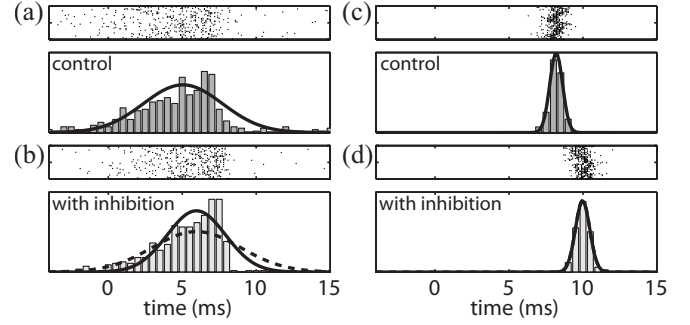 (a)
control
(b)
with inhibition
0 5 10 15
time (ms)
(c)
control
(d)
with inhibition
0 5 10 15
time (ms)